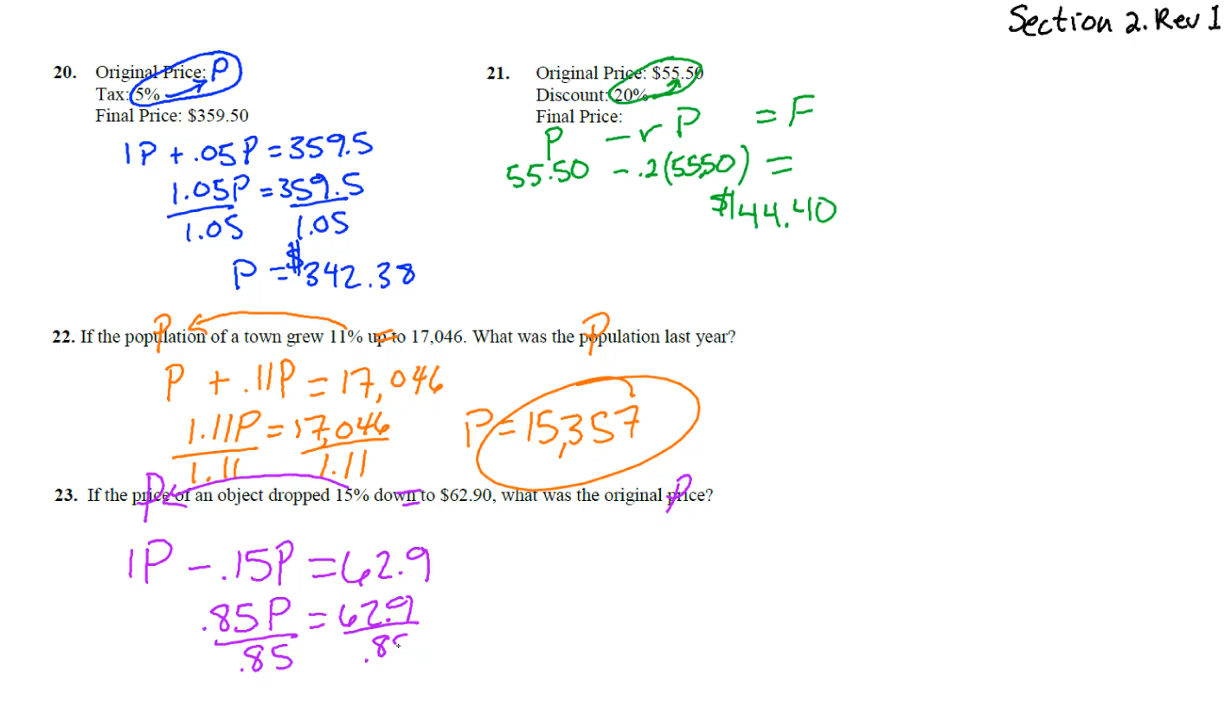 Section 2.Rev 1
20. Original Price: P
Tax: 5%
Final Price: $359.50
1P + .05P = 359.5
1.05P = 359.5
1.05 1.05
P = $342.38
21. Original Price: $55.50
Discount: 20%
Final Price:
P - r P = F
55.50 - .2(55.50) =
$44.40
22. If the population of a town grew 11% up to 17,046. What was the population last year?
P = P
P + .11P = 17,046
1.11P = 17,046
1.11 1.11
P = 15,357
23. If the price of an object dropped 15% down to $62.90, what was the original price?
P = P
1P - .15P = 62.9
.85P = 62.9
.85 .85